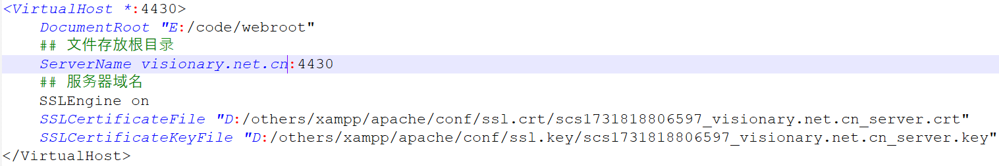 <VirtualHost *:4430>
DocumentRoot "E:/code/webroot"
## 文件存放根目录
ServerName visionary.net.cn:4430
## 服务器域名
SSLEngine on
SSLCertificateFile "D:/others/xampp/apache/conf/ssl.crt/scs1731818806597_visionary.net.cn_server.crt"
SSLCertificateKeyFile "D:/others/xampp/apache/conf/ssl.key/scs1731818806597_visionary.net.cn_server.key"
</VirtualHost>